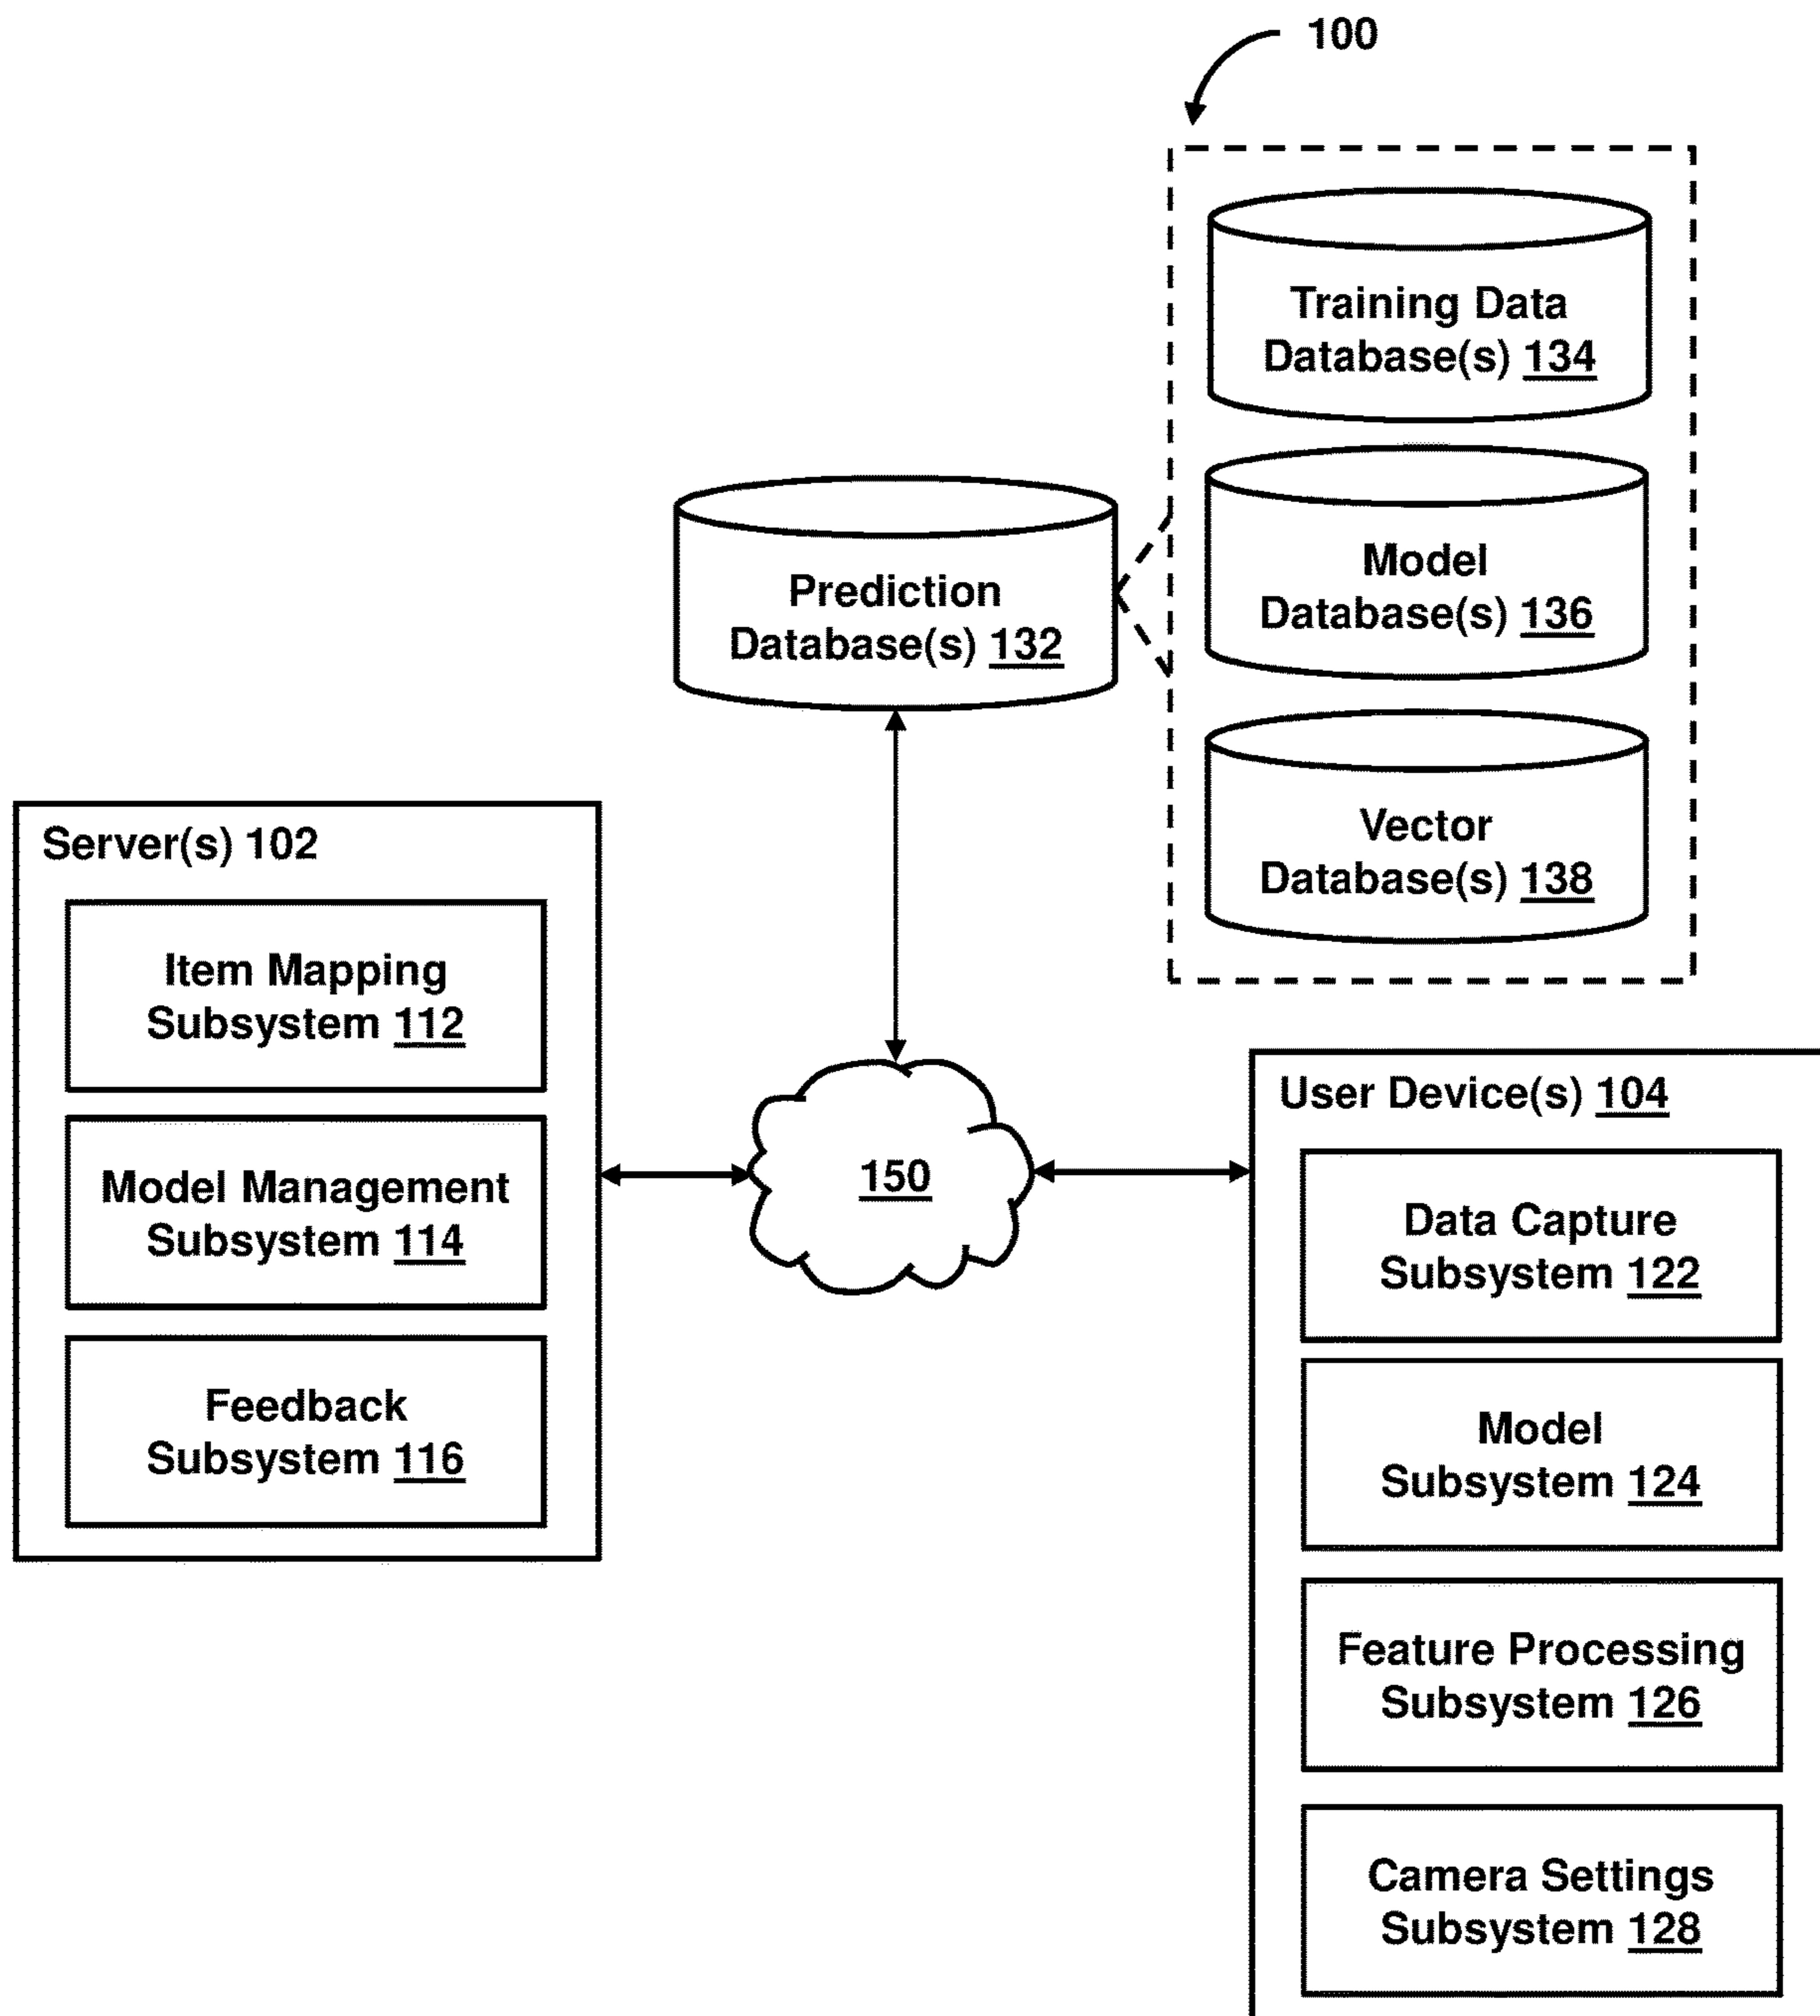 100
Training Data
Database(s) 134
Model
Database(s) 136
Vector
Database(s) 138
Prediction
Database(s) 132
Server(s) 102
Item Mapping
Subsystem 112
Model Management
Subsystem 114
Feedback
Subsystem 116
150
User Device(s) 104
Data Capture
Subsystem 122
Model
Subsystem 124
Feature Processing
Subsystem 126
Camera Settings
Subsystem 128